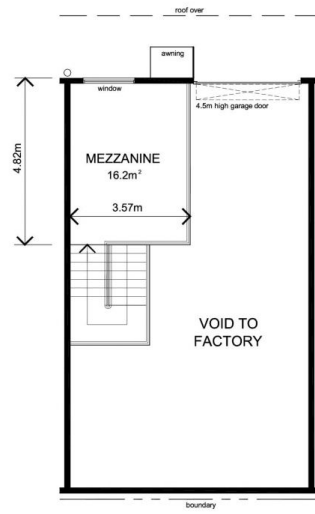 roof over
awning
window
4.5m high garage door
4.82m
MEZZANINE
16.2m²
3.57m
VOID TO
FACTORY
boundary